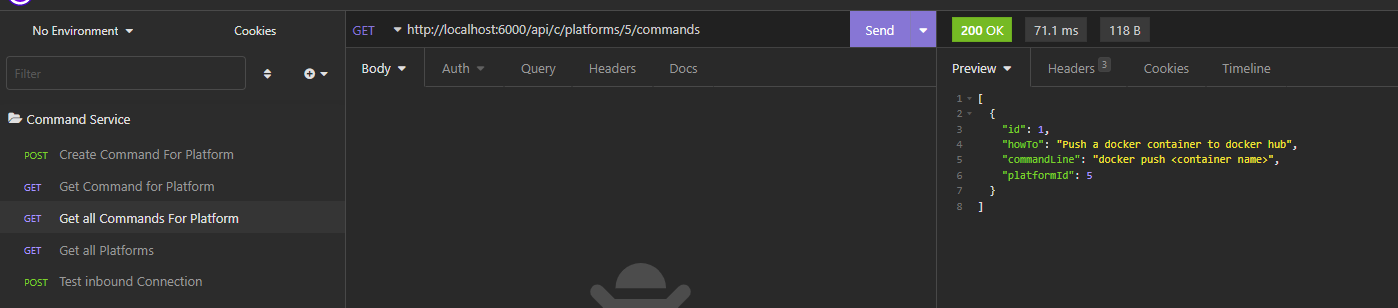 No Environment
Cookies
Filter
Command Service
POST Create Command For Platform
GET Get Command for Platform
GET Get all Commands For Platform
GET Get all Platforms
POST Test inbound Connection
GET http://localhost:6000/api/c/platforms/5/commands Send
Body Auth Query Headers Docs
200 OK 71.1 ms 118 B
Preview Headers 3 Cookies Timeline
1 [
2 {
3 "id": 1,
4 "howTo": "Push a docker container to docker hub",
5 "commandLine": "docker push <container name>",
6 "platformId": 5
7 }
8 ]